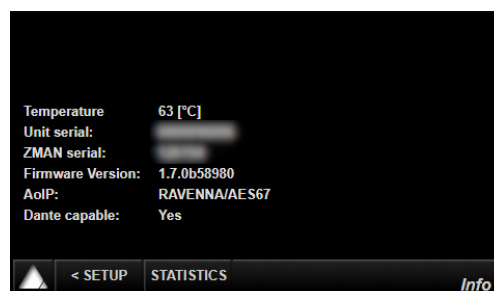 Temperature 63 [°C]
Unit serial:
ZMAN serial:
Firmware Version: 1.7.0b58980
AoIP: RAVENNA/AES67
Dante capable: Yes
< SETUP STATISTICS Info